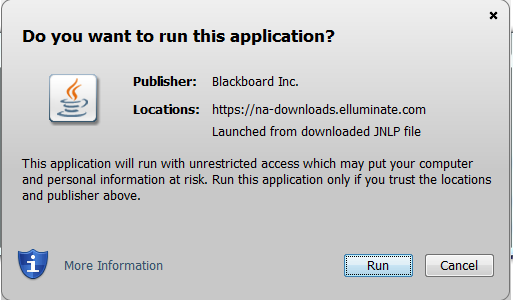 Do you want to run this application?
Publisher: Blackboard Inc.
Locations: https://na-downloads.elluminate.com
Launched from downloaded JNLP file
This application will run with unrestricted access which may put your computer
and personal information at risk. Run this application only if you trust the locations
and publisher above.
More Information
Run
Cancel